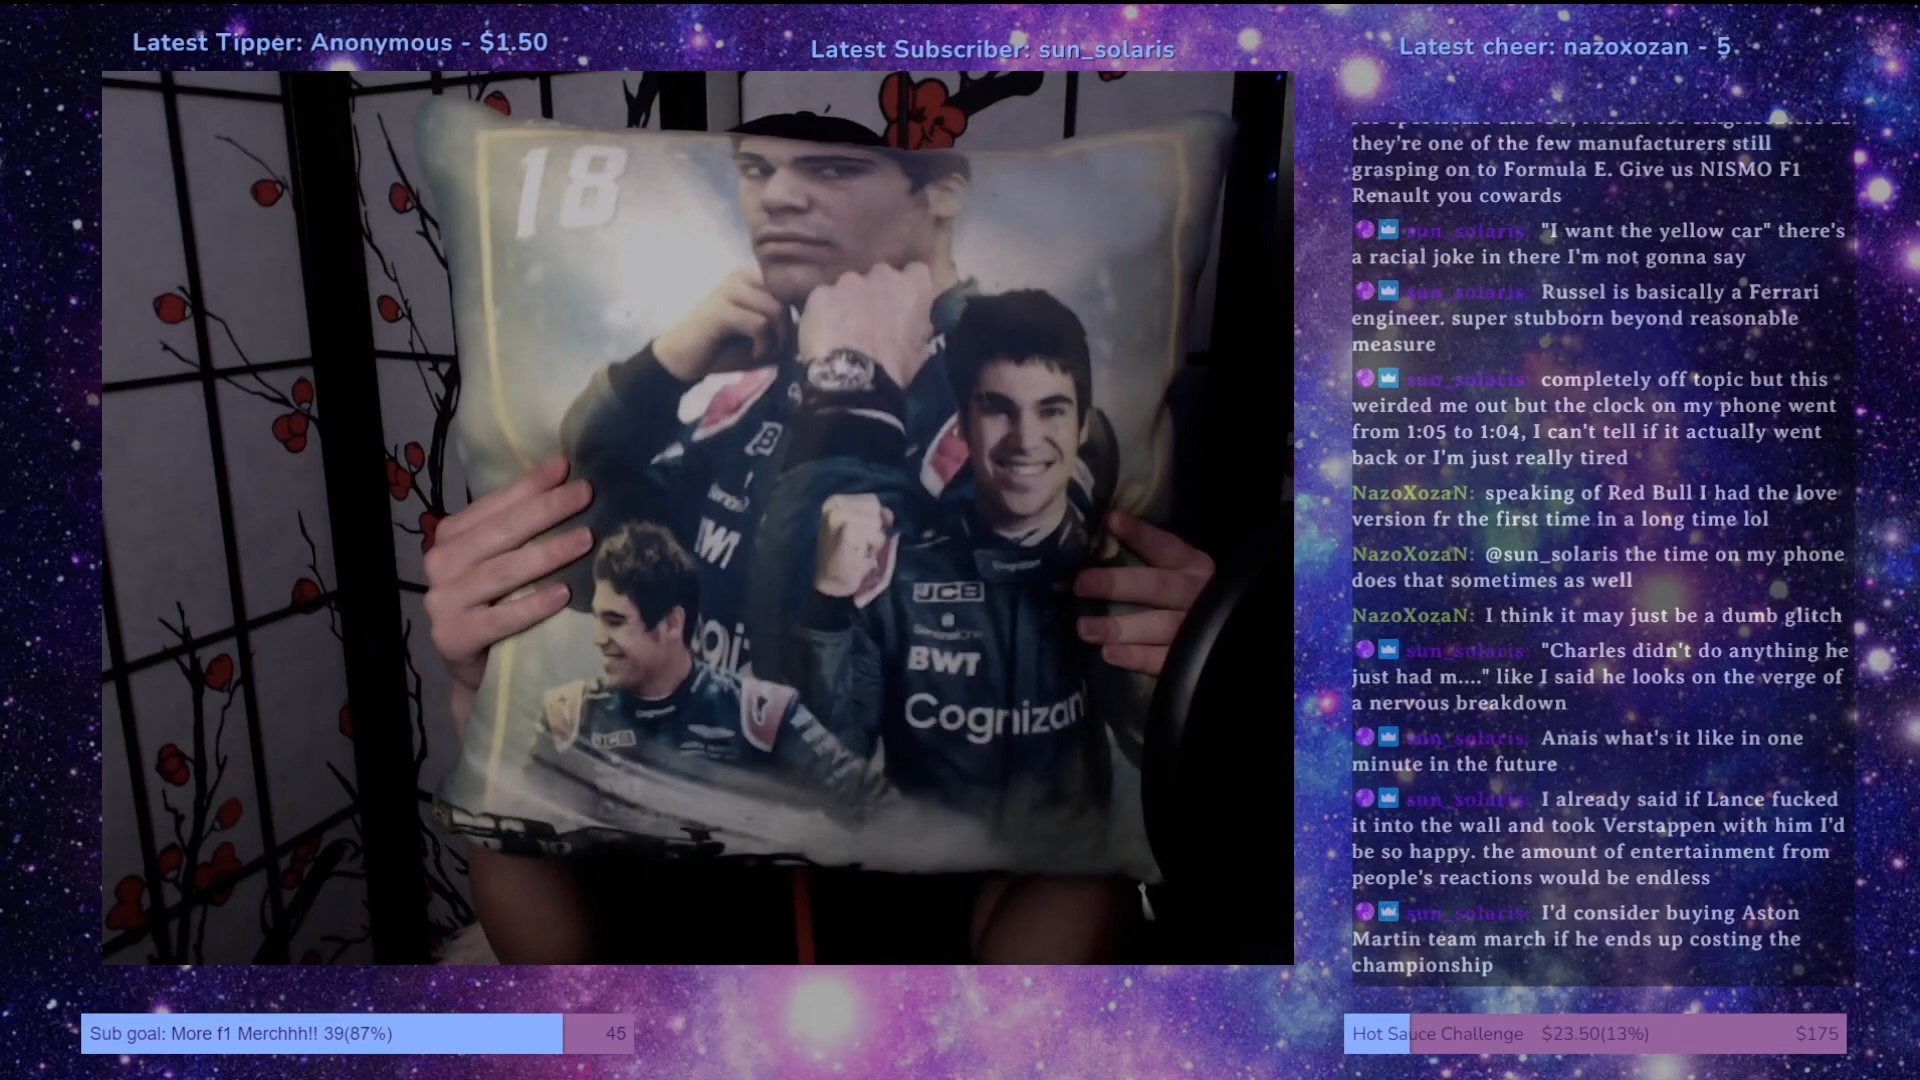 Latest Tipper: Anonymous - $1.50
Latest Subscriber: sun_solaris
Latest cheer: nazoxozan - 5
18
B
BWT
JCB
BWT
Cognizan
JCB
they're one of the few manufacturers still
grasping on to Formula E. Give us NISMO F1
Renault you cowards
sun_solaris: "I want the yellow car" there's
a racial joke in there I'm not gonna say
sun_solaris: Russel is basically a Ferrari
engineer. super stubborn beyond reasonable
measure
sun_solaris: completely off topic but this
weirded me out but the clock on my phone went
from 1:05 to 1:04, I can't tell if it actually went
back or I'm just really tired
NazoXozaN: speaking of Red Bull I had the love
version fr the first time in a long time lol
NazoXozaN: @sun_solaris the time on my phone
does that sometimes as well
NazoXozaN: I think it may just be a dumb glitch
sun_solaris: "Charles didn't do anything he
just had m...." like I said he looks on the verge of
a nervous breakdown
sun_solaris: Anais what's it like in one
minute in the future
sun_solaris: I already said if Lance fucked
it into the wall and took Verstappen with him I'd
be so happy. the amount of entertainment from
people's reactions would be endless
sun_solaris: I'd consider buying Aston
Martin team march if he ends up costing the
championship
Sub goal: More f1 Merchhh!! 39(87%) 45
Hot Sauce Challenge $23.50(13%) $175